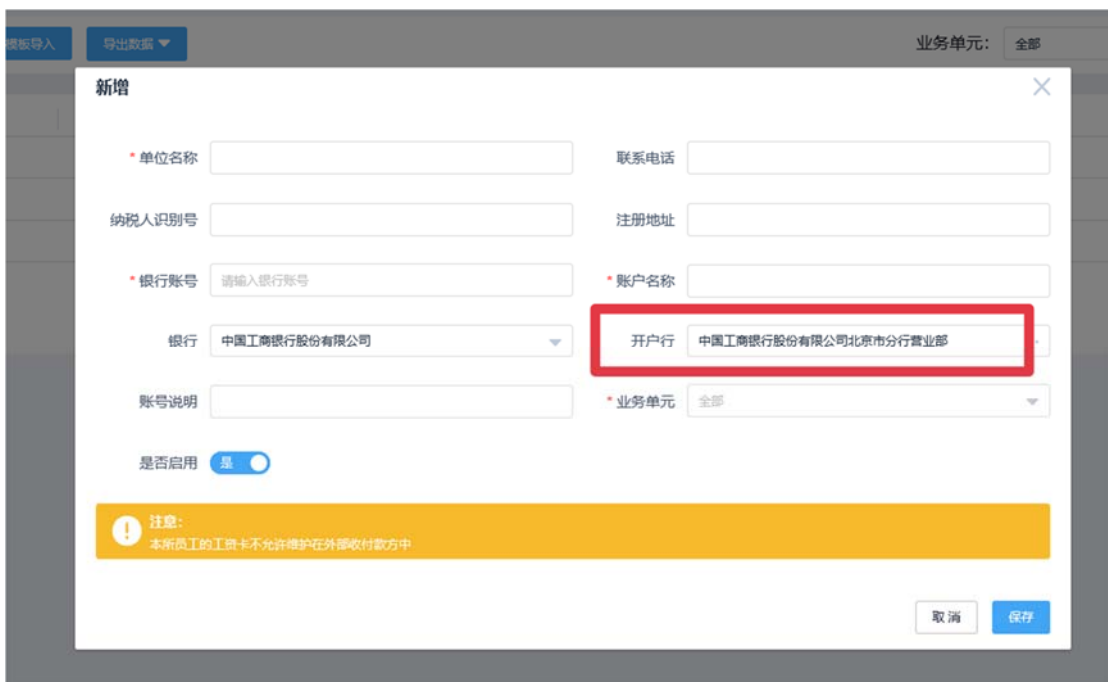 模板导入 导出数据 业务单元： 全部
新增
* 单位名称 联系电话
纳税人识别号 注册地址
* 银行账号 请输入银行账号 * 账户名称
银行 中国工商银行股份有限公司 开户行 中国工商银行股份有限公司北京市分行营业部
账号说明 * 业务单元 全部
是否启用 是
注意：
本所员工的工资卡不允许维护在外部收付款方中
取消 保存